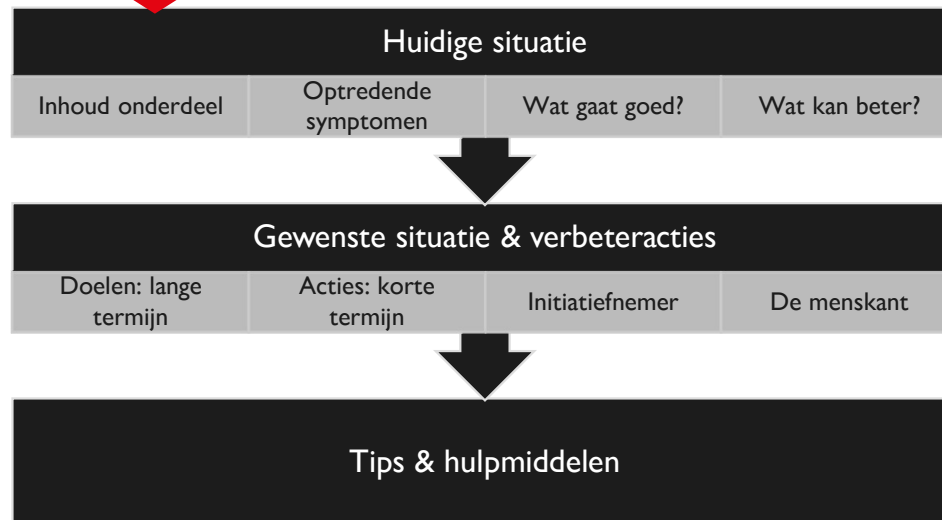 Huidige situatie
Inhoud onderdeel
Optredende
symptomen
Wat gaat goed?
Wat kan beter?
Gewenste situatie & verbeteracties
Doelen: lange
termijn
Acties: korte
termijn
Initiatiefnemer
De menskant
Tips & hulpmiddelen